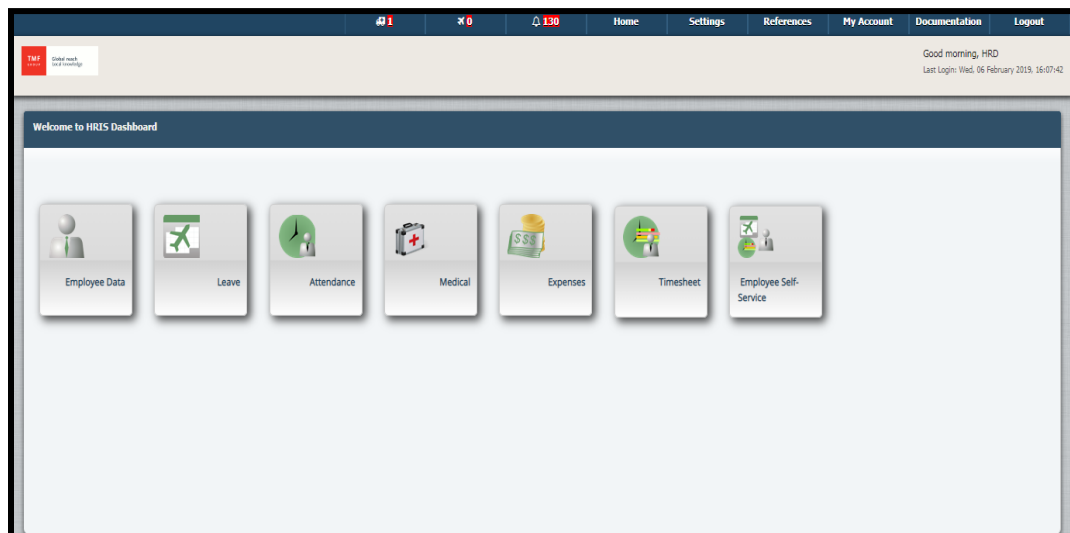 1 0 130 Home Settings References My Account Documentation Logout
TMF GROUP
Global reach
Local knowledge
Good morning, HRD
Last Login: Wed, 06 February 2019, 16:07:42
Welcome to HRIS Dashboard
$$$
Employee Data Leave Attendance Medical Expenses Timesheet Employee Self-
Service